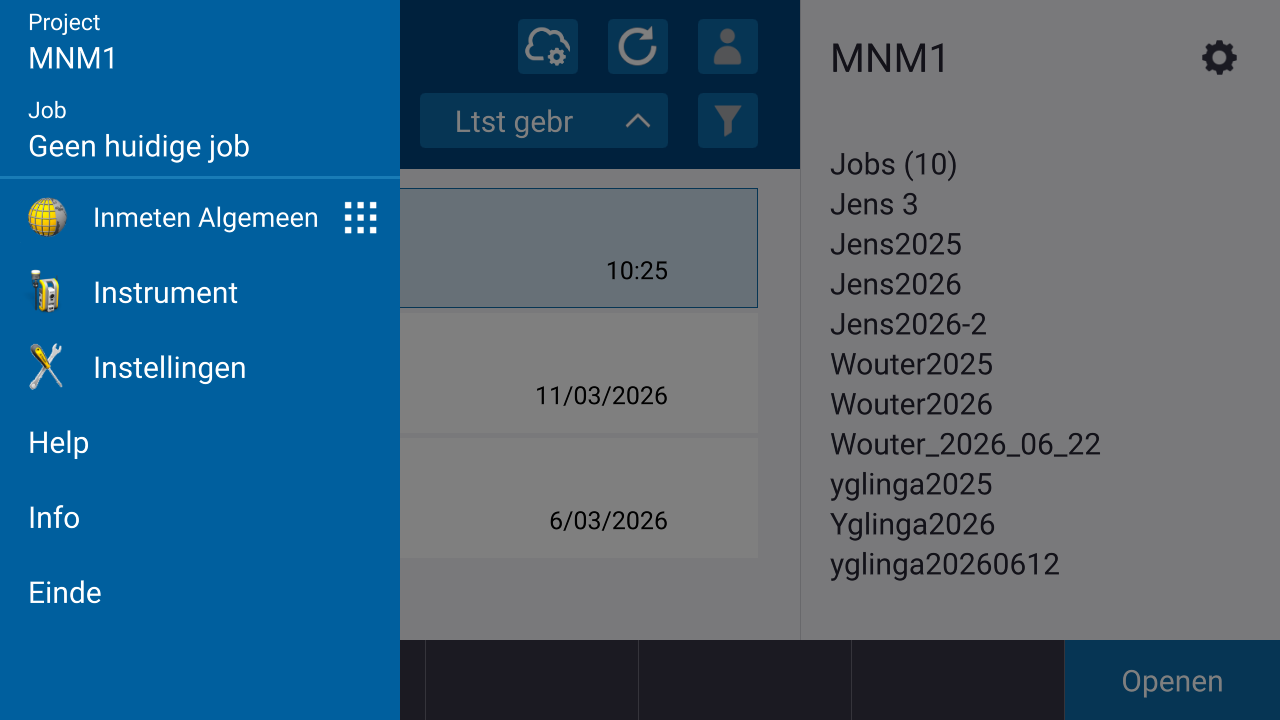 Project
MNM1
Job
Geen huidige job
Inmeten Algemeen
Instrument
Instellingen
Help
Info
Einde
Ltst gebr
10:25
11/03/2026
6/03/2026
MNM1
Jobs (10)
Jens 3
Jens2025
Jens2026
Jens2026-2
Wouter2025
Wouter2026
Wouter_2026_06_22
yglinga2025
Yglinga2026
yglinga20260612
Openen